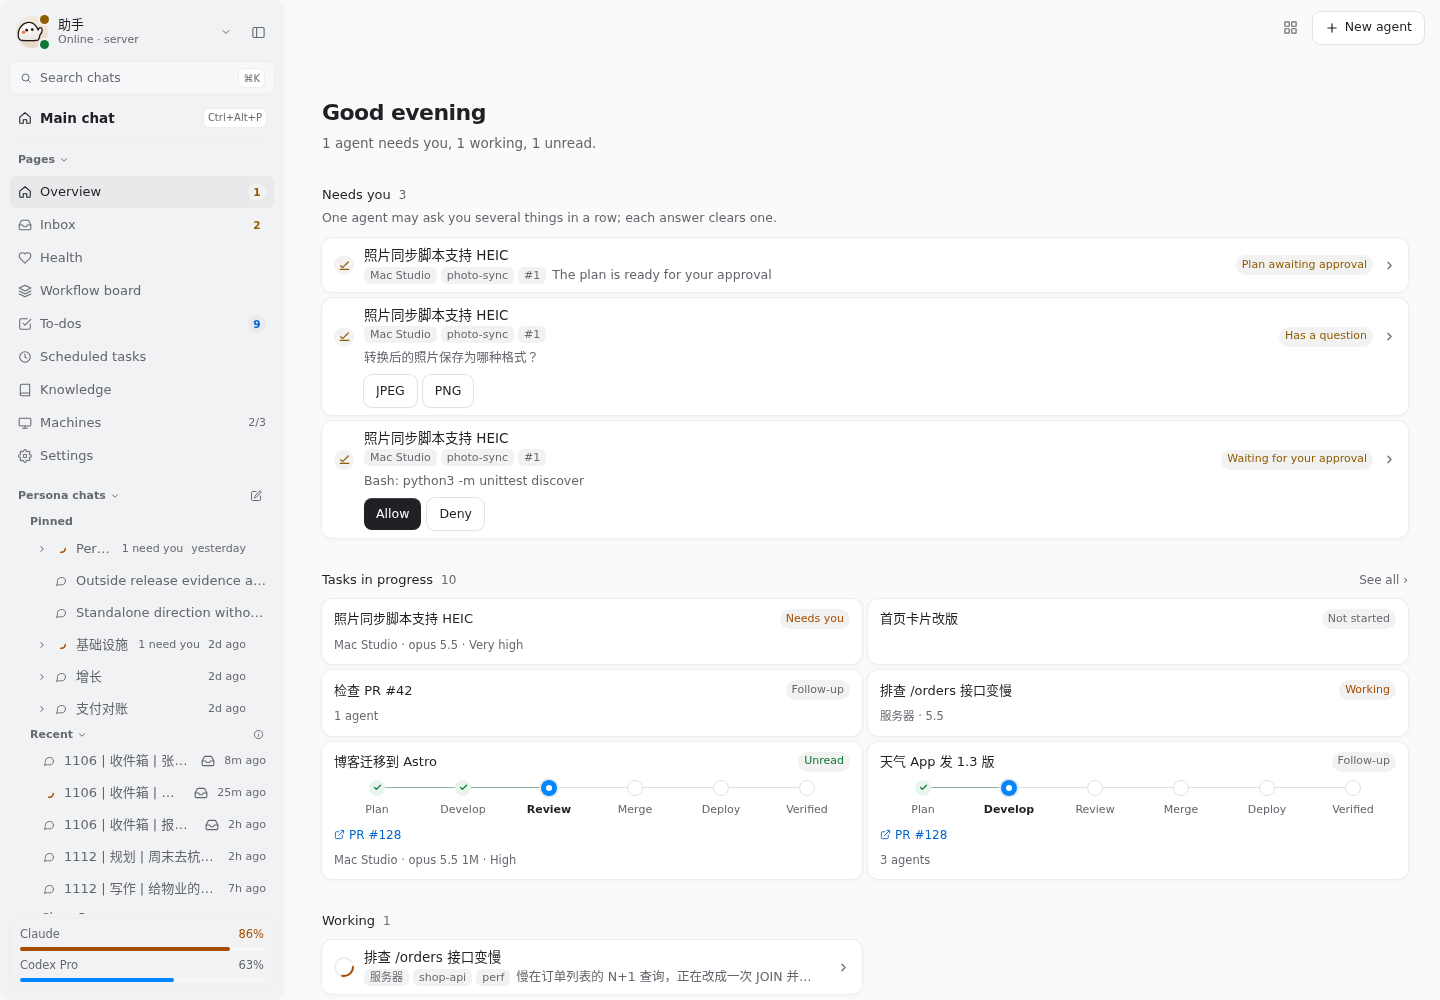 助手
Online · server
Search chats ⌘K
Main chat Ctrl+Alt+P
Pages
Overview 1
Inbox 2
Health
Workflow board
To-dos 9
Scheduled tasks
Knowledge
Machines 2/3
Settings
Persona chats
Pinned
Per… 1 need you yesterday
Outside release evidence a…
Standalone direction witho…
基础设施 1 need you 2d ago
增长 2d ago
支付对账 2d ago
Recent
1106 | 收件箱 | 张… 8m ago
1106 | 收件箱 | … 25m ago
1106 | 收件箱 | 报… 2h ago
1112 | 规划 | 周末去杭… 2h ago
1112 | 写作 | 给物业的… 7h ago
Claude 86%
Codex Pro 63%
New agent
Good evening
1 agent needs you, 1 working, 1 unread.
Needs you 3
One agent may ask you several things in a row; each answer clears one.
照片同步脚本支持 HEIC
Mac Studio photo-sync #1 The plan is ready for your approval
Plan awaiting approval
照片同步脚本支持 HEIC
Mac Studio photo-sync #1
Has a question
转换后的照片保存为哪种格式？
JPEG PNG
照片同步脚本支持 HEIC
Mac Studio photo-sync #1
Waiting for your approval
Bash: python3 -m unittest discover
Allow Deny
Tasks in progress 10 See all ›
照片同步脚本支持 HEIC Needs you
Mac Studio · opus 5.5 · Very high
首页卡片改版 Not started
检查 PR #42 Follow-up
1 agent
排查 /orders 接口变慢 Working
服务器 · 5.5
博客迁移到 Astro Unread
Plan Develop Review Merge Deploy Verified
PR #128
Mac Studio · opus 5.5 1M · High
天气 App 发 1.3 版 Follow-up
Plan Develop Review Merge Deploy Verified
PR #128
3 agents
Working 1
排查 /orders 接口变慢
服务器 shop-api perf 慢在订单列表的 N+1 查询，正在改成一次 JOIN 并…